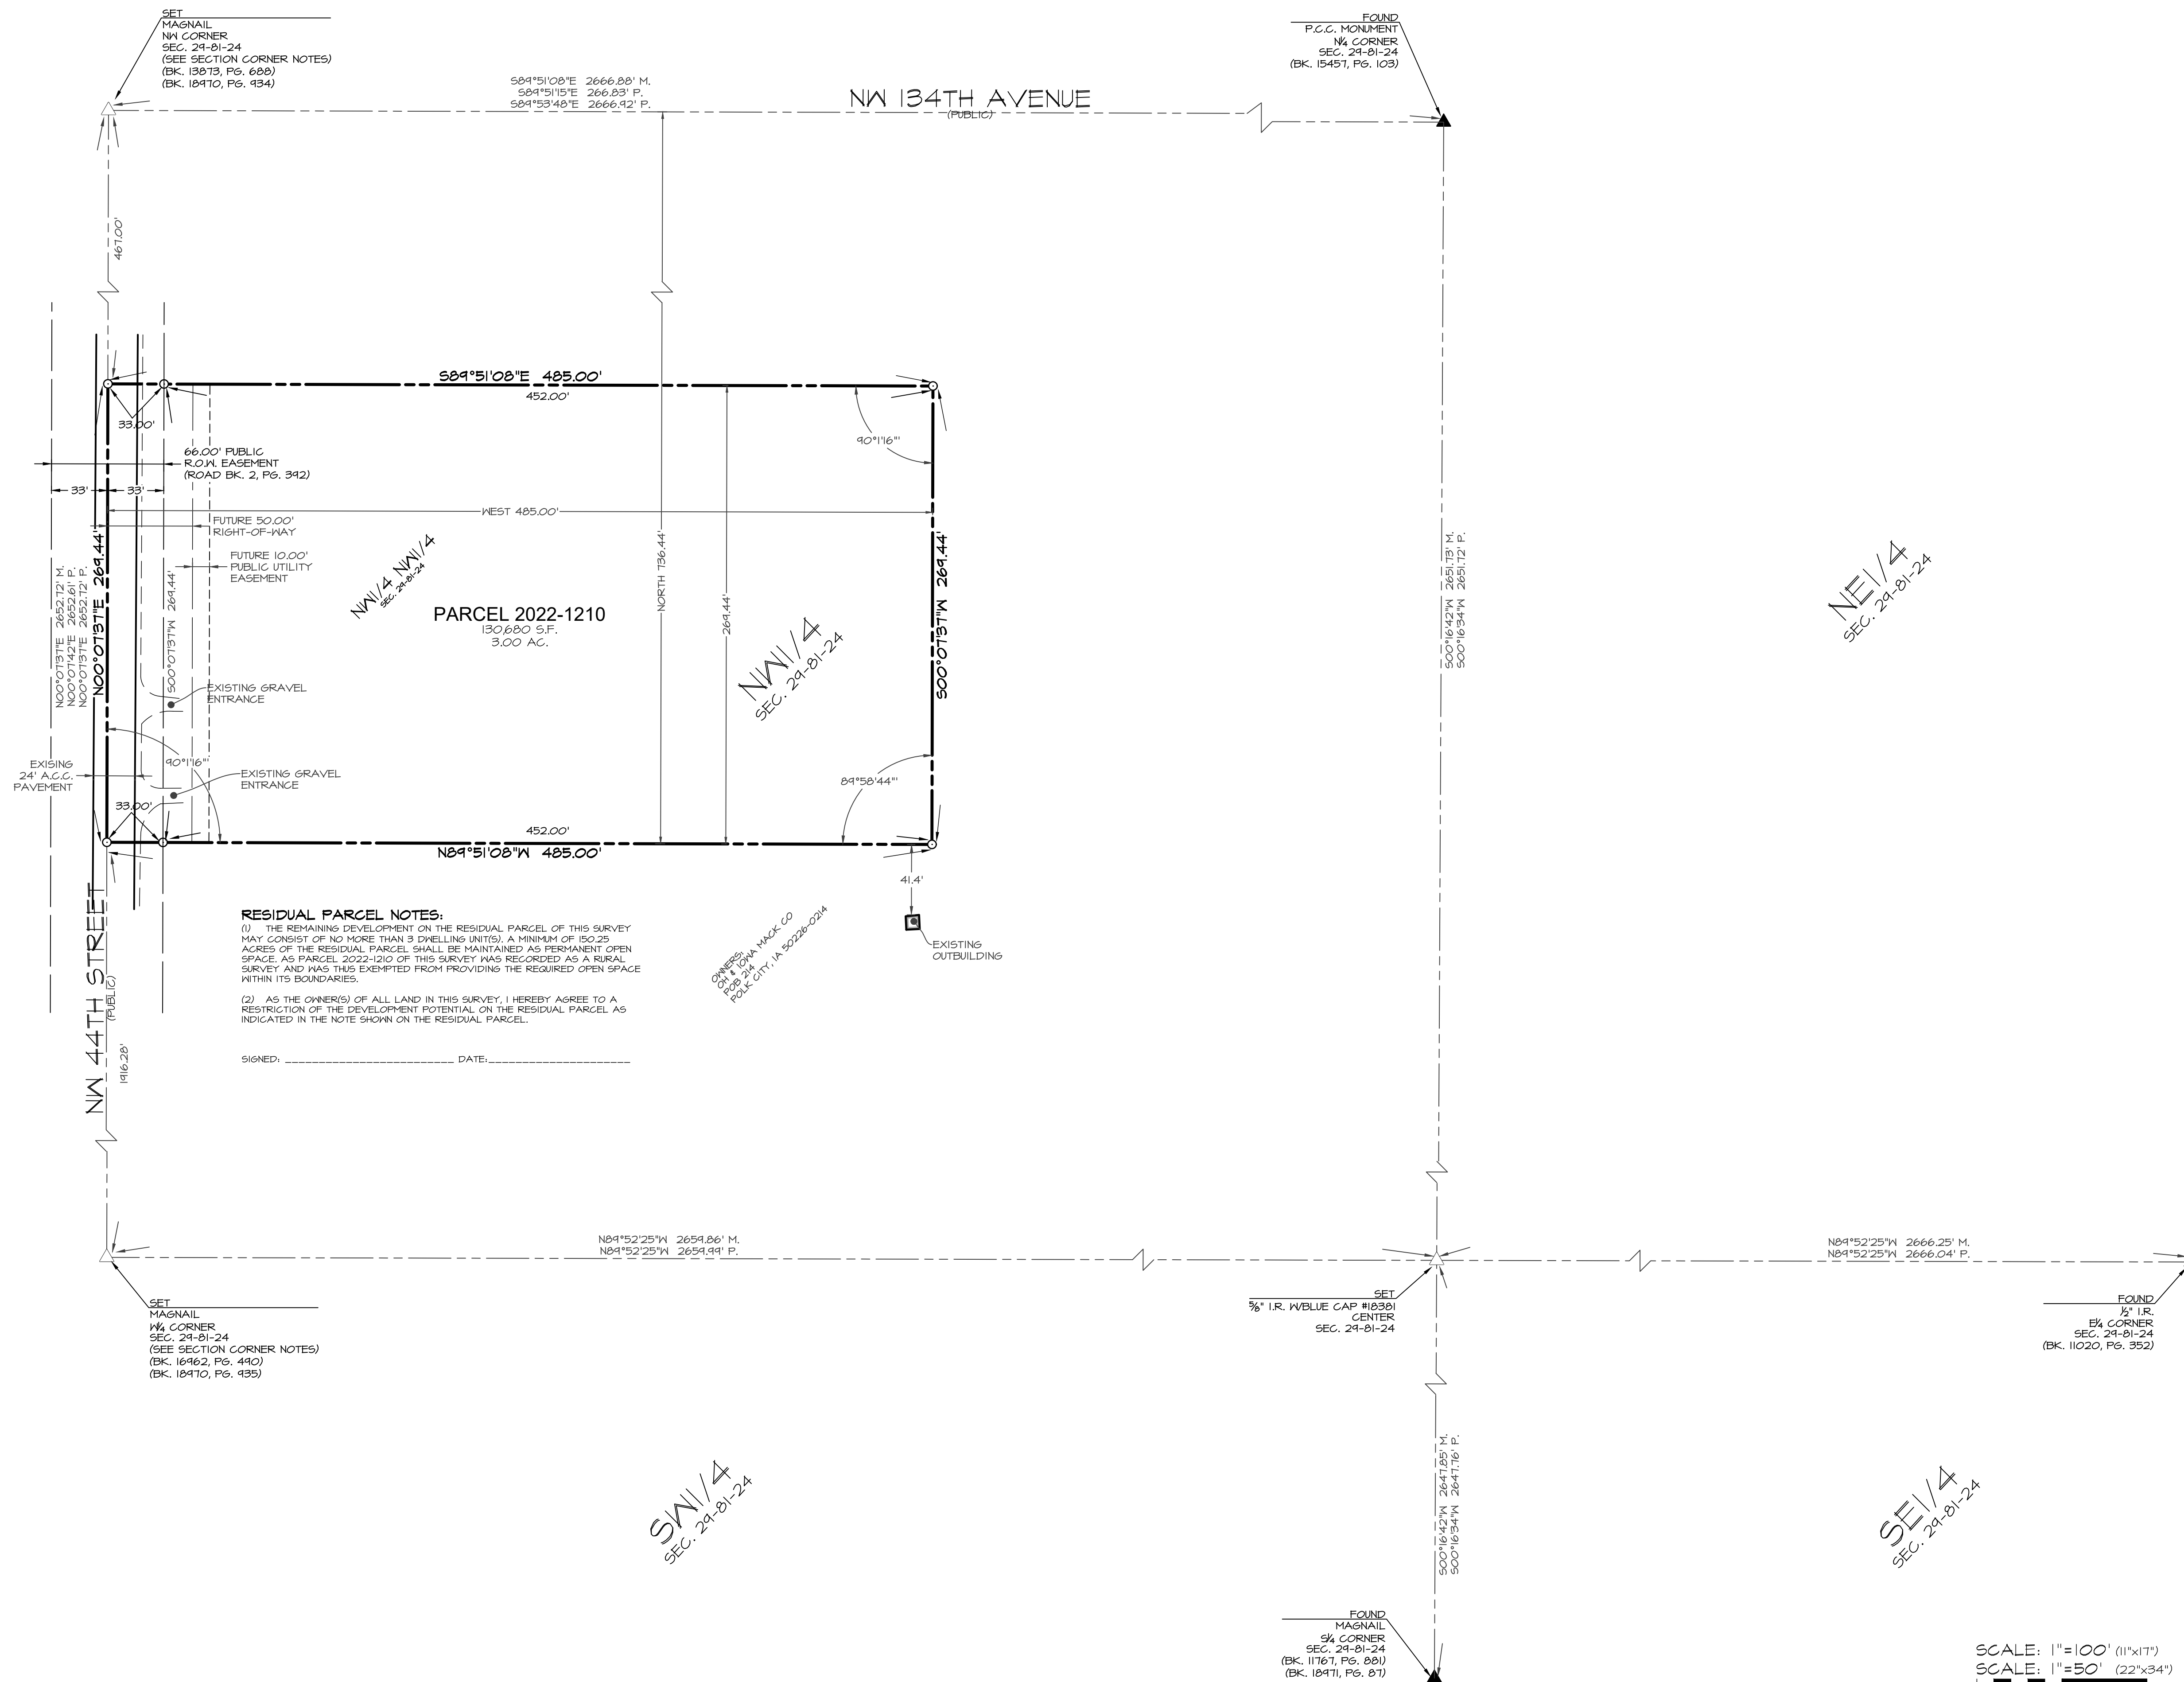 SET
MAGNAIL
NW CORNER
SEC. 29-81-24
(SEE SECTION CORNER NOTES)
(BK. 13873, PG. 688)
(BK. 18970, PG. 934)
FOUND
P.C.C. MONUMENT
N¼ CORNER
SEC. 29-81-24
(BK. 15457, PG. 103)
S89°51'08"E 2666.88' M.
S89°51'15"E 266.83' P.
S89°53'48"E 2666.92' P.
NW 134TH AVENUE
(PUBLIC)
467.00'
S89°51'08"E 485.00'
452.00'
33.00'
90°1'16"'
66.00' PUBLIC
R.O.W. EASEMENT
(ROAD BK. 2, PG. 392)
33'
33'
WEST 485.00'
FUTURE 50.00'
RIGHT-OF-WAY
FUTURE 10.00'
PUBLIC UTILITY
EASEMENT
N00°07'37"E 2652.72' M.
N00°07'42"E 2652.61' P.
N00°07'37"E 2652.72' P.
N00°07'37"E 269.44'
S00°07'37"W 269.44'
NW1/4 NW1/4
SEC. 29-81-24
PARCEL 2022-1210
130,680 S.F.
3.00 AC.
NORTH 736.44'
269.44'
NW1/4
SEC. 29-81-24
S00°07'37"W 269.44'
S00°16'42"W 2651.73' M.
S00°16'34"W 2651.72' P.
NE1/4
SEC. 29-81-24
EXISTING GRAVEL
ENTRANCE
EXISING
24' A.C.C.
PAVEMENT
90°1'16"'
EXISTING GRAVEL
ENTRANCE
89°58'44"'
33.00'
452.00'
N89°51'08"W 485.00'
41.4'
EXISTING
OUTBUILDING
NW 44TH STREET
(PUBLIC)
1916.28'
RESIDUAL PARCEL NOTES:
(1) THE REMAINING DEVELOPMENT ON THE RESIDUAL PARCEL OF THIS SURVEY
MAY CONSIST OF NO MORE THAN 3 DWELLING UNIT(S). A MINIMUM OF 150.25
ACRES OF THE RESIDUAL PARCEL SHALL BE MAINTAINED AS PERMANENT OPEN
SPACE. AS PARCEL 2022-1210 OF THIS SURVEY WAS RECORDED AS A RURAL
SURVEY AND WAS THUS EXEMPTED FROM PROVIDING THE REQUIRED OPEN SPACE
WITHIN ITS BOUNDARIES.
(2) AS THE OWNER(S) OF ALL LAND IN THIS SURVEY, I HEREBY AGREE TO A
RESTRICTION OF THE DEVELOPMENT POTENTIAL ON THE RESIDUAL PARCEL AS
INDICATED IN THE NOTE SHOWN ON THE RESIDUAL PARCEL.
SIGNED: _________________________ DATE:_____________________
OWNERS:
OH & IOWA MACK CO
POB 214
POLK CITY, IA 50226-0214
N89°52'25"W 2659.86' M.
N89°52'25"W 2659.99' P.
N89°52'25"W 2666.25' M.
N89°52'25"W 2666.04' P.
SET
MAGNAIL
W¼ CORNER
SEC. 29-81-24
(SEE SECTION CORNER NOTES)
(BK. 16962, PG. 490)
(BK. 18970, PG. 935)
SET
⅝" I.R. W/BLUE CAP #18381
CENTER
SEC. 29-81-24
FOUND
½" I.R.
E¼ CORNER
SEC. 29-81-24
(BK. 11020, PG. 352)
SW1/4
SEC. 29-81-24
S00°16'42"W 2647.85' M.
S00°16'34"W 2647.76' P.
SE1/4
SEC. 29-81-24
FOUND
MAGNAIL
S¼ CORNER
SEC. 29-81-24
(BK. 11767, PG. 881)
(BK. 18971, PG. 87)
SCALE: 1"=100' (11"x17")
SCALE: 1"=50' (22"x34")